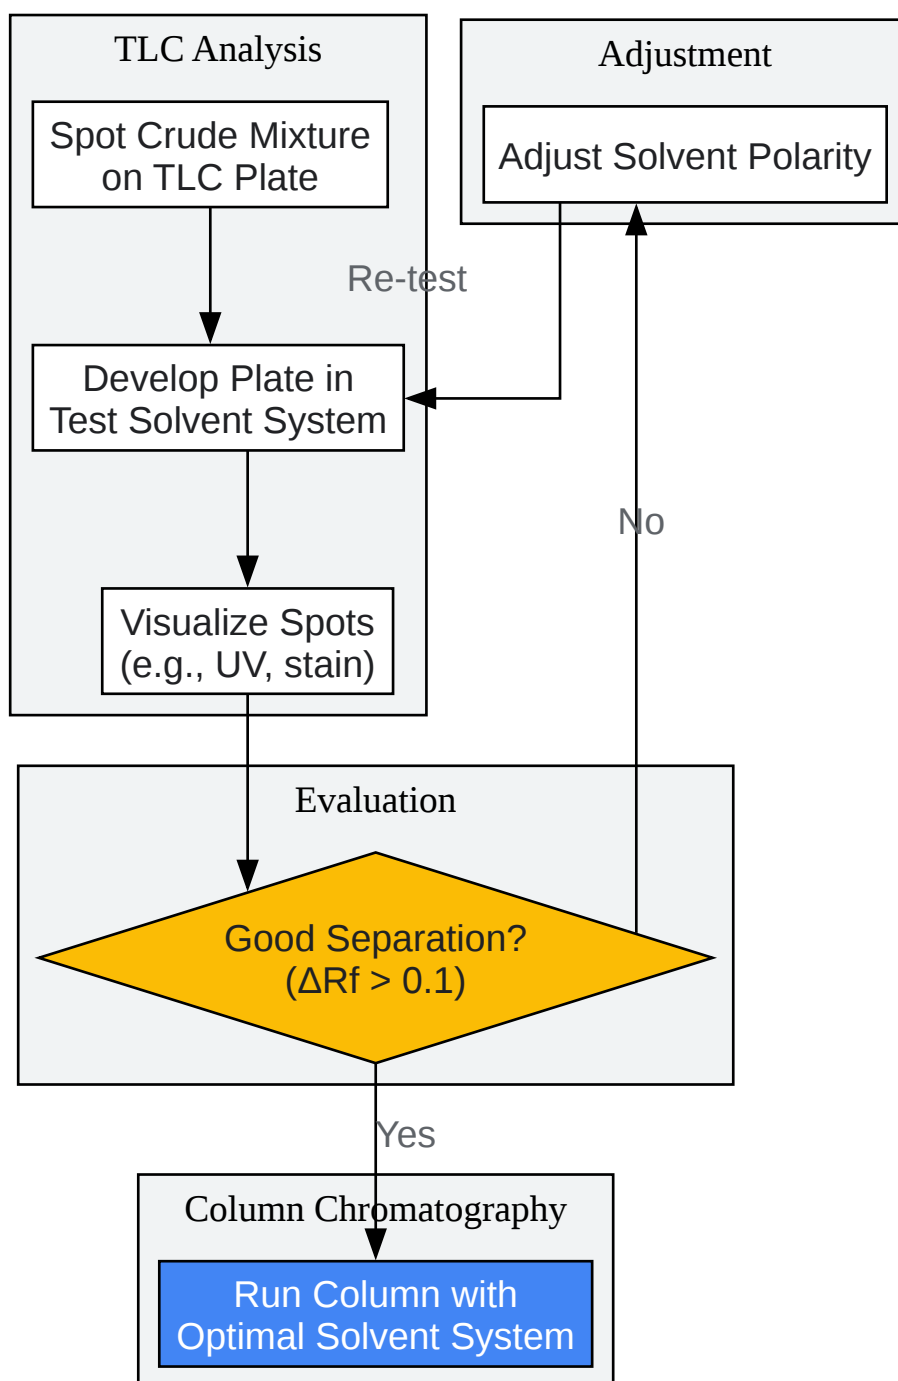 TLC Analysis
Spot Crude Mixture
on TLC Plate
Adjustment
Adjust Solvent Polarity
Re-test
Develop Plate in
Test Solvent System
No
Visualize Spots
(e.g., UV, stain)
Evaluation
Good Separation?
(ΔRf > 0.1)
Yes
Column Chromatography
Run Column with
Optimal Solvent System